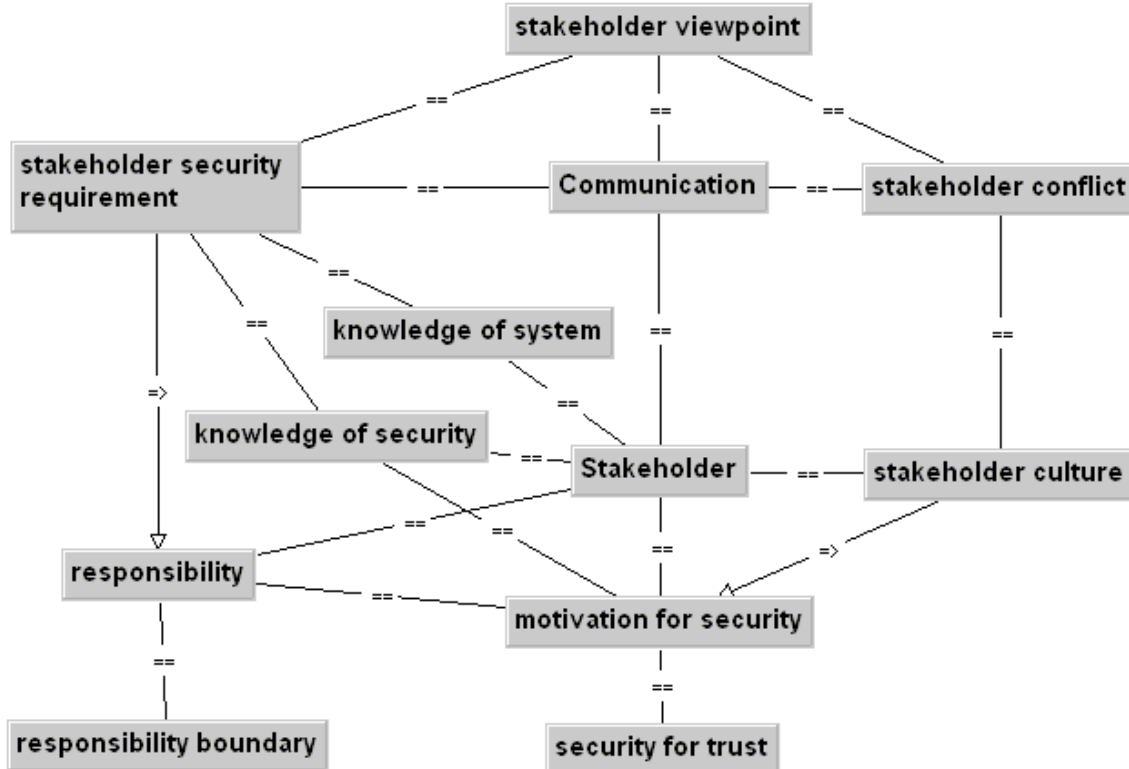 stakeholder viewpoint
==
==
==
stakeholder security
requirement
==
Communication
==
stakeholder conflict
==
==
knowledge of system
==
==
=>
==
knowledge of security
==
Stakeholder
==
stakeholder culture
==
==
==
=>
responsibility
==
motivation for security
==
==
responsibility boundary
security for trust